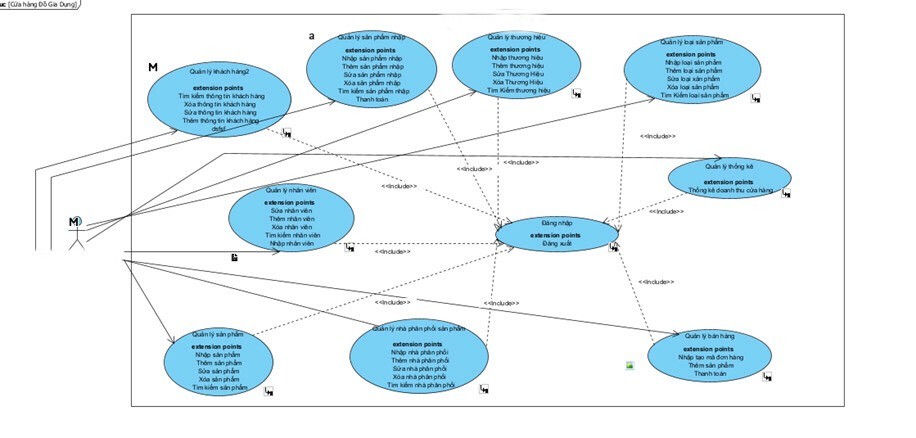 uc [Cửa hàng Đồ Gia Dụng]
M
Quản lý khách hàng2
extension points
Tìm kiếm thông tin khách hàng
Xóa thông tin khách hàng
Sửa thông tin khách hàng
Thêm thông tin khách hàng
dsfsf
a
Quản lý sản phẩm nhập
extension points
Nhập sản phẩm nhập
Thêm sản phẩm nhập
Sửa sản phẩm nhập
Xóa sản phẩm nhập
Tìm kiếm sản phẩm nhập
Thanh toán
Quản lý thương hiệu
extension points
Nhập thương hiệu
Thêm thương hiệu
Sửa Thương Hiệu
Xóa Thương Hiệu
Tìm Kiếm thương hiệu
Quản lý loại sản phẩm
extension points
Nhập loại sản phẩm
Thêm loại sản phẩm
Sửa loại sản phẩm
Xóa loại sản phẩm
Tìm Kiếm loại sản phẩm
<<Include>>
<<Include>>
<<Include>>
<<Include>>
Quản lý thống kê
extension points
Thống kê doanh thu cửa hàng
M
Quản lý nhân viên
extension points
Sửa nhân viên
Thêm nhân viên
Xóa nhân viên
Tìm kiếm nhân viên
Nhập nhân viên
<<Include>>
Đăng nhập
extension points
Đăng xuất
<<Include>>
<<Include>>
<<Include>>
<<Include>>
Quản lý sản phẩm
extension points
Nhập sản phẩm
Thêm sản phẩm
Sửa sản phẩm
Xóa sản phẩm
Tìm kiếm sản phẩm
Quản lý nhà phân phối sản phẩm
extension points
Nhập nhà phân phối
Thêm nhà phân phối
Sửa nhà phân phối
Xóa nhà phân phối
Tìm kiếm nhà phân phối
Quản lý bán hàng
extension points
Nhập tạo mã đơn hàng
Thêm sản phẩm
Thanh toán